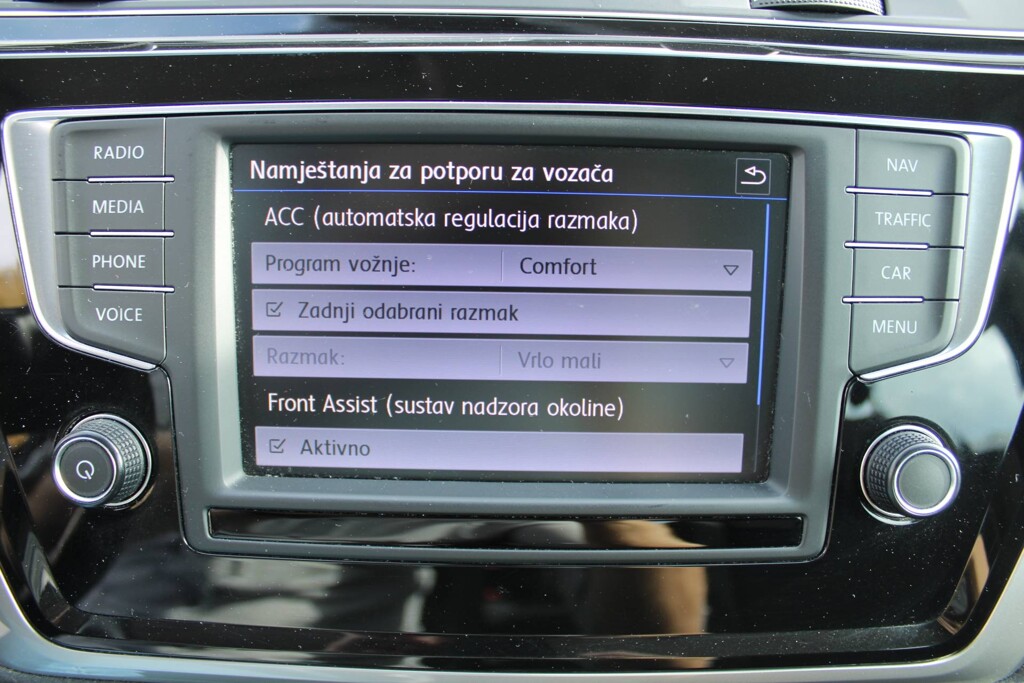 RADIO
MEDIA
PHONE
VOICE
Namještanja za potporu za vozača
ACC (automatska regulacija razmaka)
Program vožnje: Comfort
Zadnji odabrani razmak
Razmak: Vrlo mali
Front Assist (sustav nadzora okoline)
Aktivno
NAV
TRAFFIC
CAR
MENU